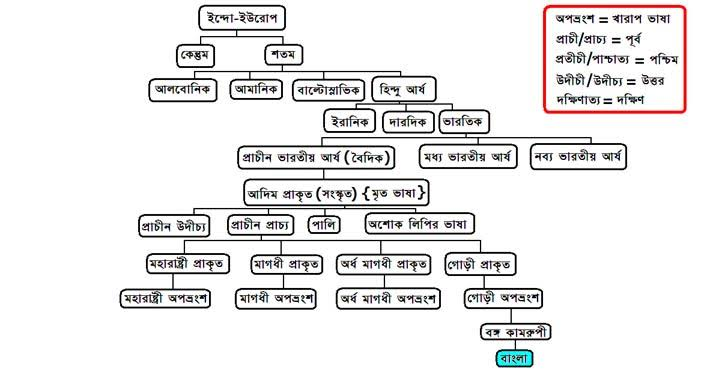 ইন্দো-ইউরোপ
কেন্তুম
শতম
আলবোনিক
আমানিক
বাল্টোস্লাভিক
হিন্দু আর্য
ইরানিক
দারদিক
ভারতিক
প্রাচীন ভারতীয় আর্য (বৈদিক)
মধ্য ভারতীয় আর্য
নব্য ভারতীয় আর্য
আদিম প্রাকৃত (সংস্কৃত) {মৃত ভাষা}
প্রাচীন উদীচ্য
প্রাচীন প্রাচ্য
পালি
অশোক লিপির ভাষা
মহারাষ্ট্রী প্রাকৃত
মাগধী প্রাকৃত
অর্ধ মাগধী প্রাকৃত
গোড়ী প্রাকৃত
মহারাষ্ট্রী অপভ্রংশ
মাগধী অপভ্রংশ
অর্ধ মাগধী অপভ্রংশ
গোড়ী অপভ্রংশ
বঙ্গ কামরুপী
বাংলা
অপভ্রংশ = খারাপ ভাষা
প্রাচী/প্রাচ্য = পূর্ব
প্রতীচী/পাশ্চাত্য = পশ্চিম
উদীচী/উদীচ্য = উত্তর
দক্ষিণাত্য = দক্ষিণ